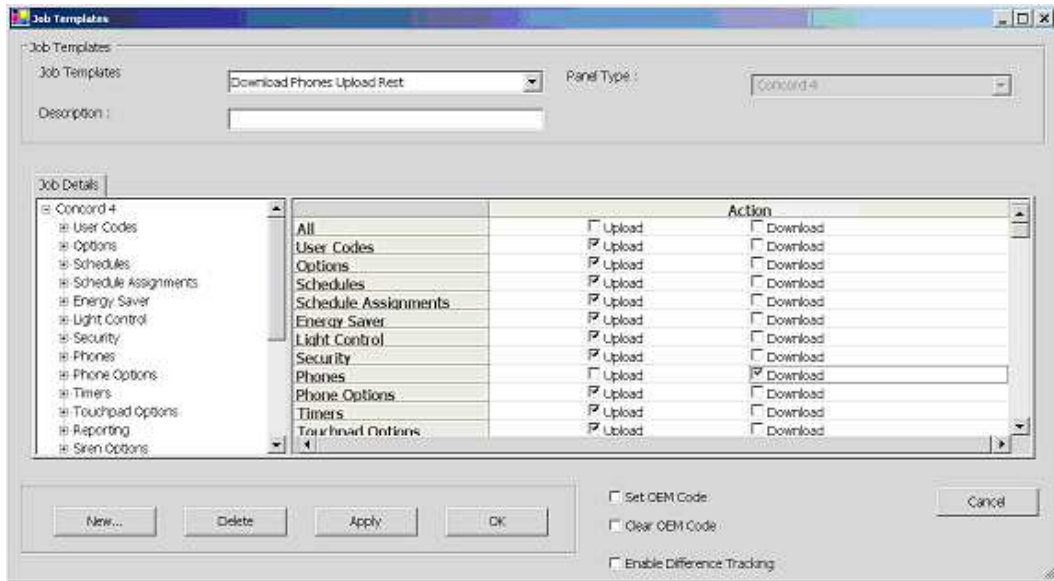 Job Templates
Job Templates
Job Templates
Download Phones Upload Rest
Panel Type :
Concord 4
Description :
Job Details
Concord 4
User Codes
Options
Schedules
Schedule Assignments
Energy Saver
Light Control
Security
Phones
Phone Options
Timers
Touchpad Options
Reporting
Siren Options
Action
All Upload Download
User Codes Upload Download
Options Upload Download
Schedules Upload Download
Schedule Assignments Upload Download
Energy Saver Upload Download
Light Control Upload Download
Security Upload Download
Phones Upload Download
Phone Options Upload Download
Timers Upload Download
Touchpad Options Upload Download
New...
Delete
Apply
OK
Set OEM Code
Clear OEM Code
Enable Difference Tracking
Cancel